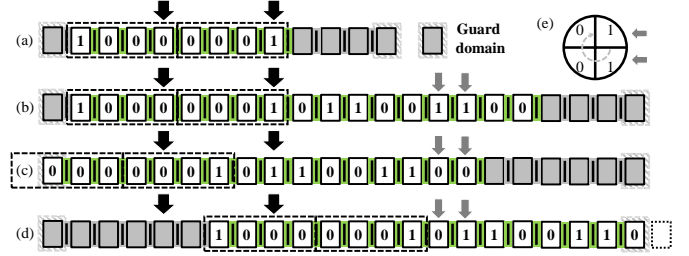 (a) 1 0 0 0 0 0 0 1
Guard
domain
(e) 0 1
0 1
(b) 1 0 0 0 0 0 0 1 0 1 1 0 0 1 1 0 0
(c) 0 0 0 0 0 0 1 0 1 1 0 0 1 1 0 0
(d) 1 0 0 0 0 0 0 1 0 1 1 0 0 1 1 0